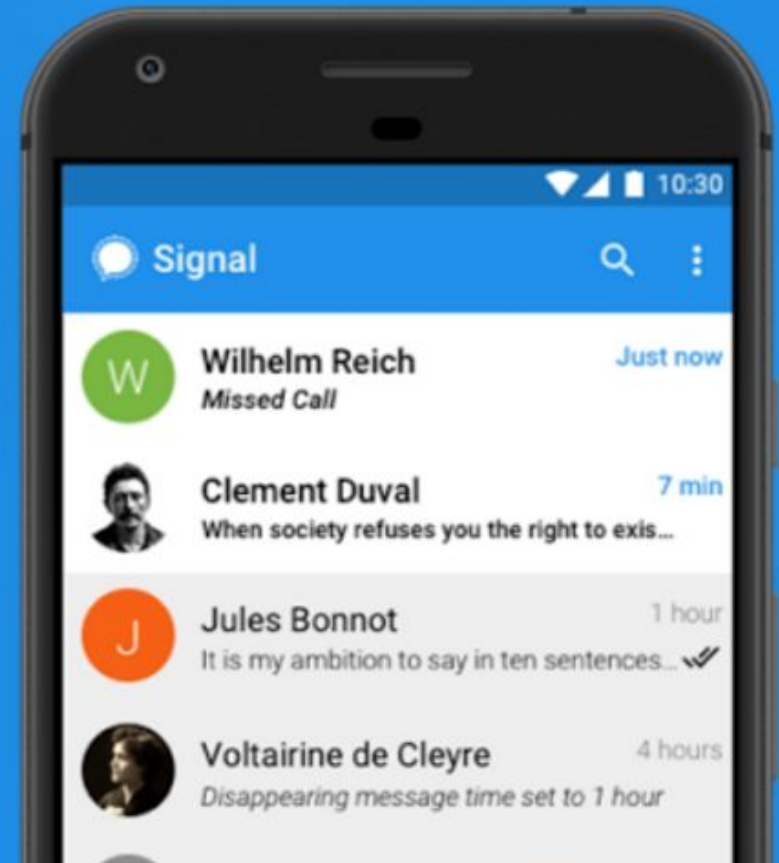 10:30
Signal
W
Wilhelm Reich
Just now
Missed Call
Clement Duval
7 min
When society refuses you the right to exis...
J
Jules Bonnot
1 hour
It is my ambition to say in ten sentences...
Voltairine de Cleyre
4 hours
Disappearing message time set to 1 hour